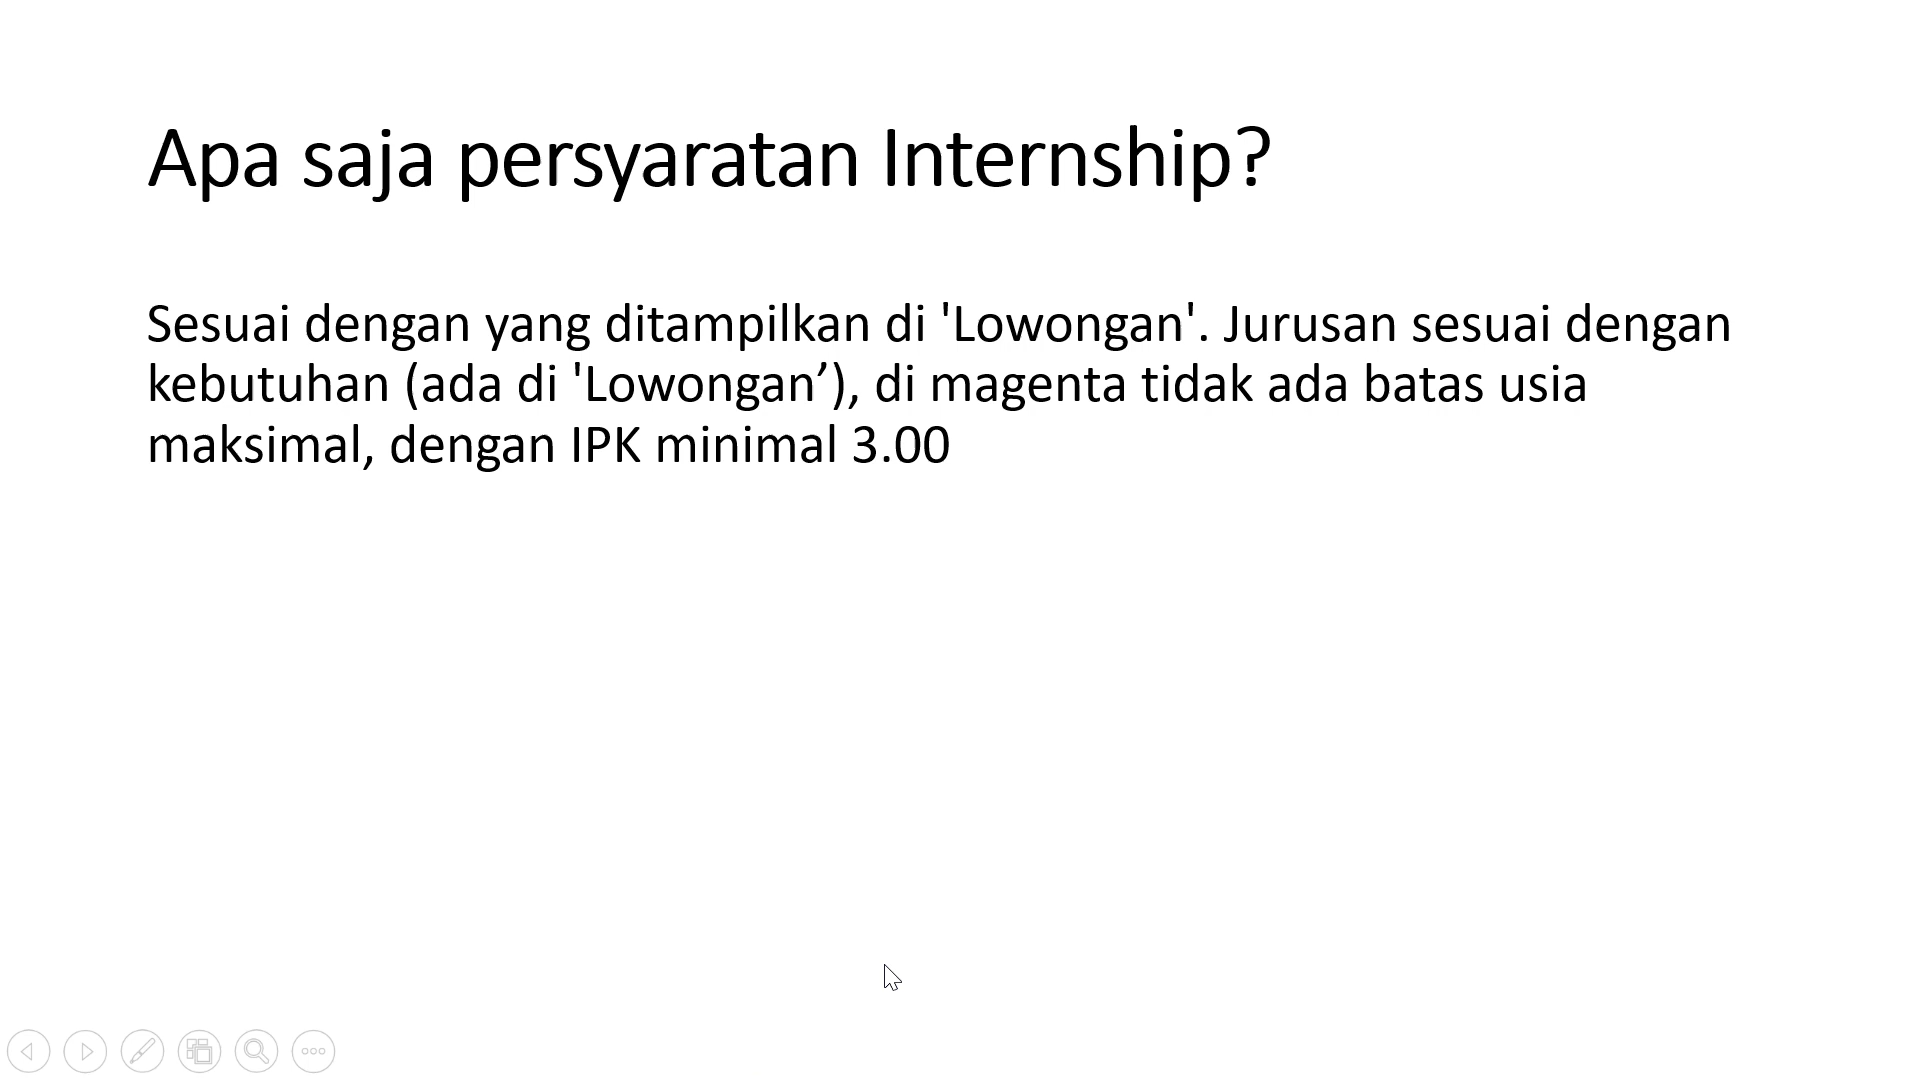 Apa saja persyaratan Internship?
Sesuai dengan yang ditampilkan di 'Lowongan'. Jurusan sesuai dengan
kebutuhan (ada di 'Lowongan’), di magenta tidak ada batas usia
maksimal, dengan IPK minimal 3.00